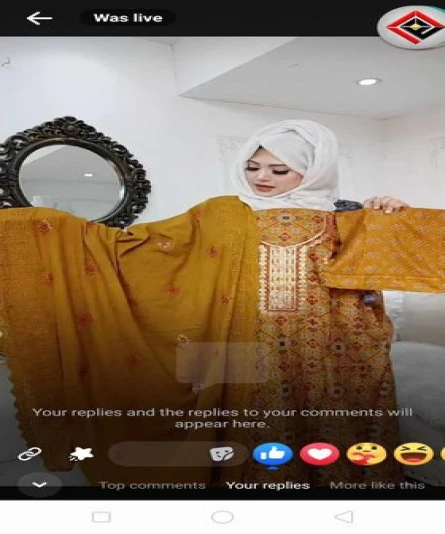 Was live
Your replies and the replies to your comments will
appear here.
Top comments Your replies More like this